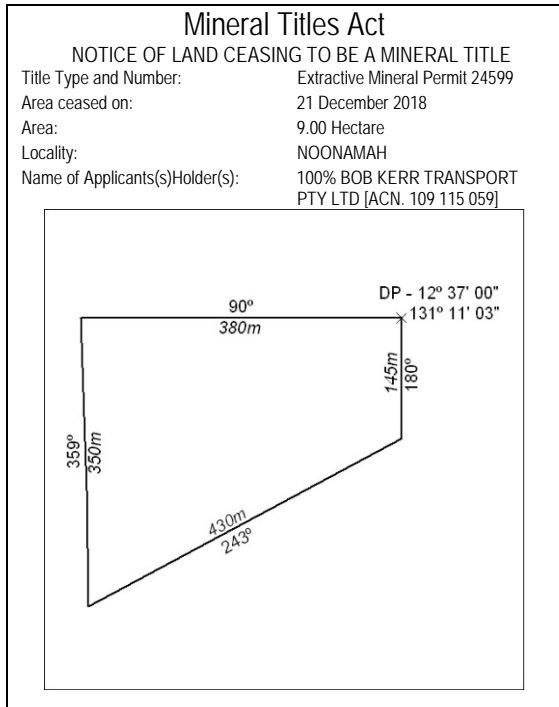 Mineral Titles Act
NOTICE OF LAND CEASING TO BE A MINERAL TITLE
Title Type and Number: Extractive Mineral Permit 24599
Area ceased on: 21 December 2018
Area: 9.00 Hectare
Locality: NOONAMAH
Name of Applicants(s)Holder(s): 100% BOB KERR TRANSPORT
PTY LTD [ACN. 109 115 059]
DP - 12º 37' 00"
131º 11' 03"
90º
380m
145m
180º
359º
350m
430m
243º